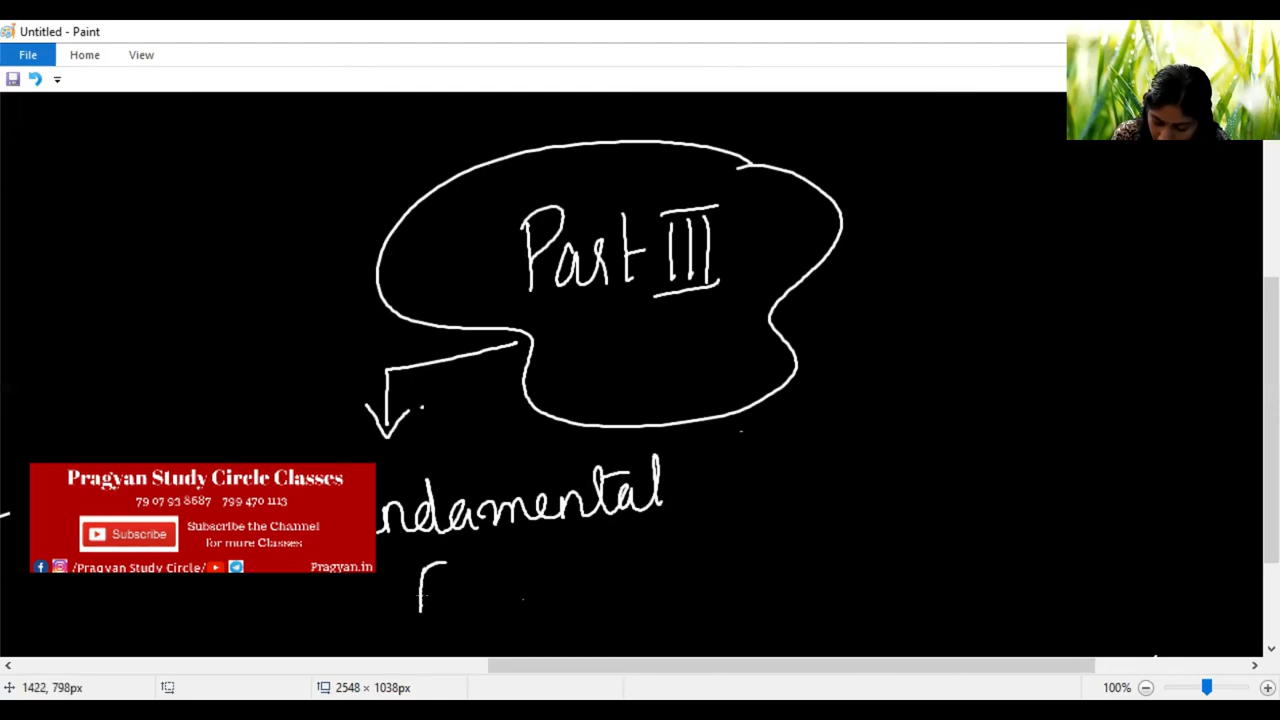 Untitled - Paint
File Home View
Part III
Pragyan Study Circle Classes
79 07 93 8687 799 470 1113
Subscribe
Subscribe the Channel
for more Classes
/Pragyan Study Circle/
Pragyan.in
ndamental
1422, 798px
2548 × 1038px
100%